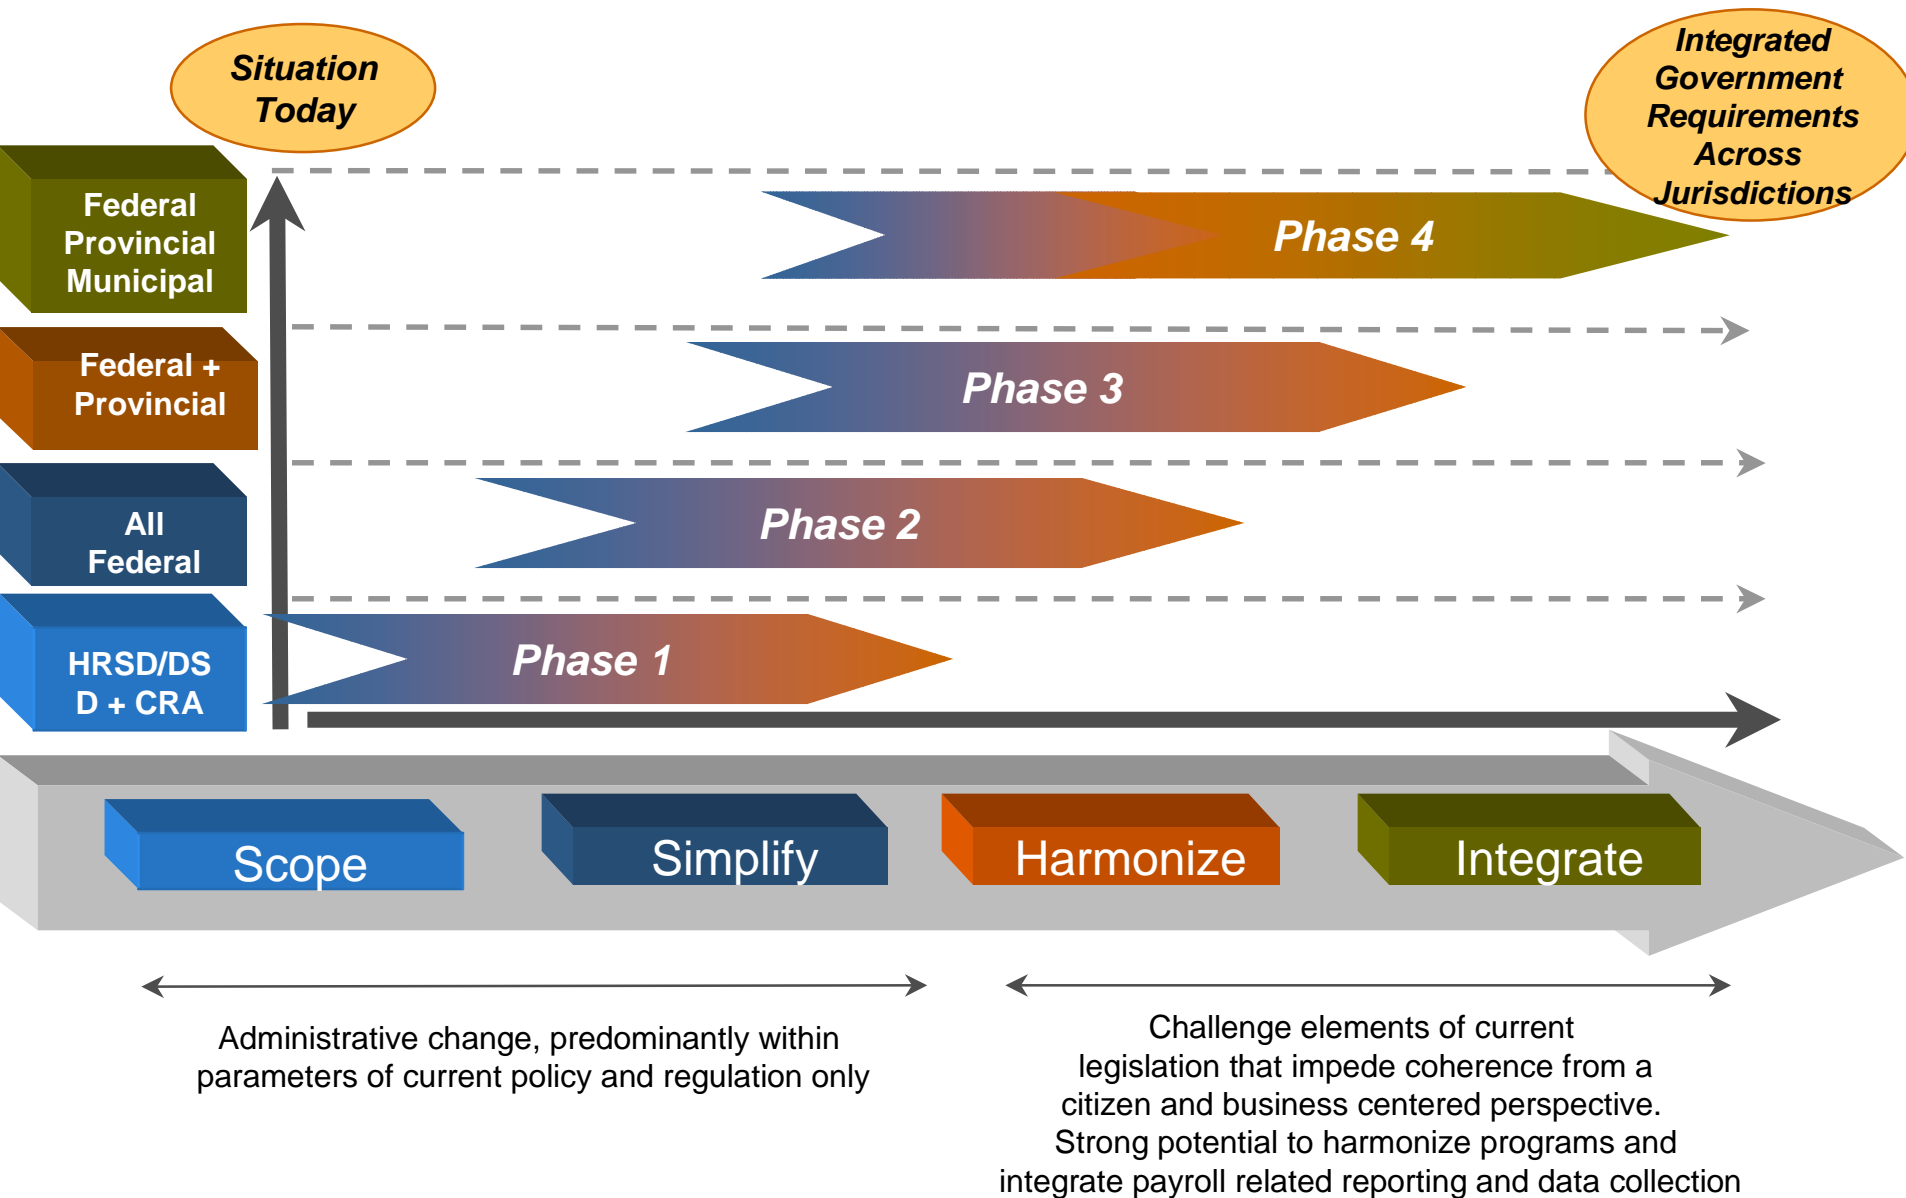 Situation
Today
Integrated
Government
Requirements
Across
Jurisdictions
Federal
Provincial
Municipal
Phase 4
Federal +
Provincial
Phase 3
All
Federal
Phase 2
HRSD/DS
D + CRA
Phase 1
Scope
Simplify
Harmonize
Integrate
Administrative change, predominantly within
parameters of current policy and regulation only
Challenge elements of current
legislation that impede coherence from a
citizen and business centered perspective.
Strong potential to harmonize programs and
integrate payroll related reporting and data collection